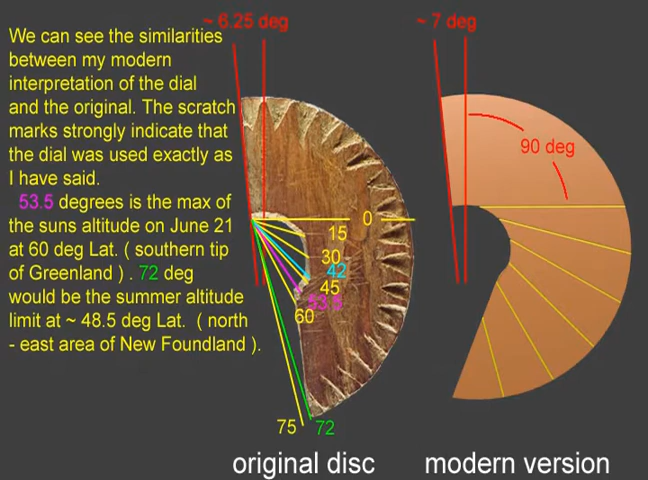 ~ 6.25 deg
~ 7 deg
We can see the similarities
between my modern
interpretation of the dial
and the original. The scratch
marks strongly indicate that
the dial was used exactly as
I have said.
53.5 degrees is the max of
the suns altitude on June 21
at 60 deg Lat. ( southern tip
of Greenland ) . 72 deg
would be the summer altitude
limit at ~ 48.5 deg Lat. ( north
- east area of New Foundland ).
90 deg
0
15
30
42
45
53.5
60
75
72
original disc
modern version